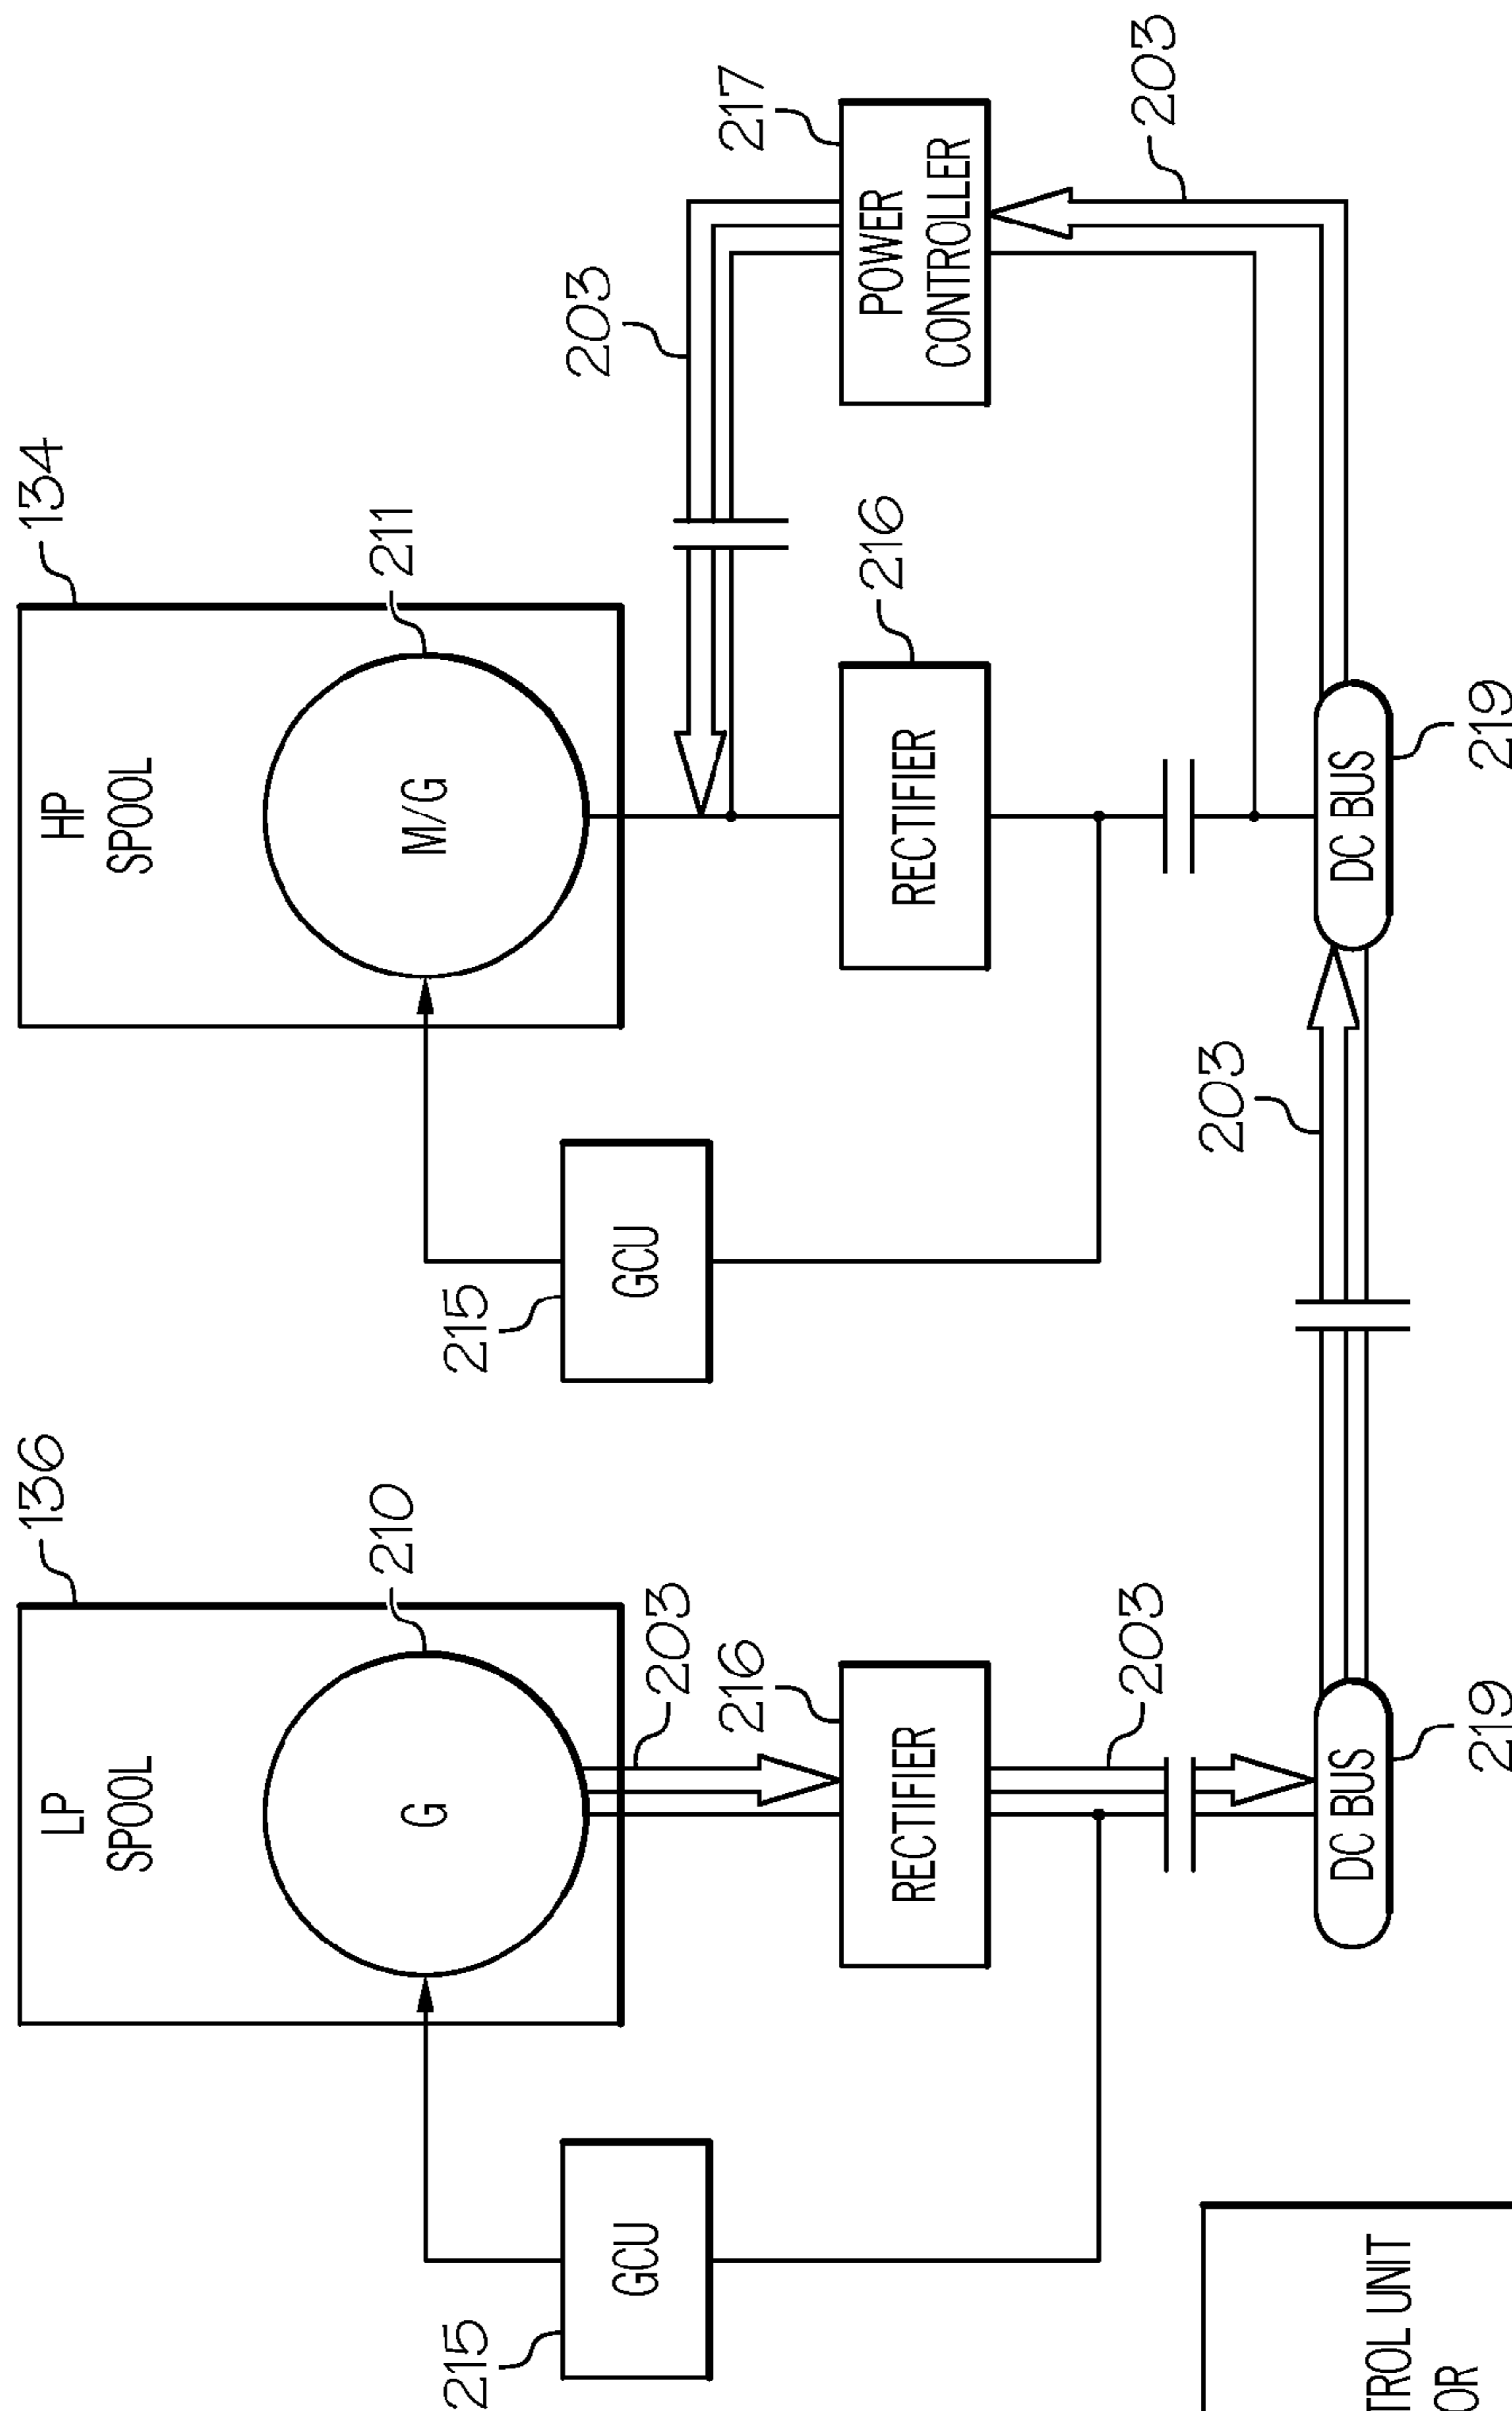 136
LP
SPOOL
210
G
203
215
GCU
216
RECTIFIER
203
DC BUS
219
134
HP
SPOOL
211
M/G
203
217
215
GCU
216
RECTIFIER
POWER
CONTROLLER
203
203
DC BUS
219
TROL UNIT
OR